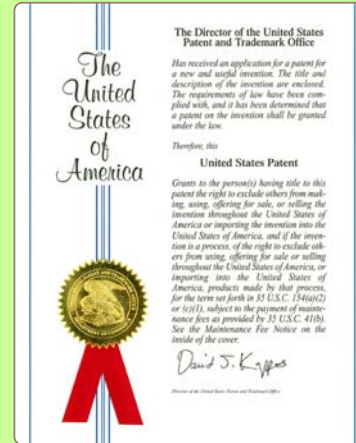 The
United
States
of
America
The Director of the United States
Patent and Trademark Office
Has received an application for a patent for
a new and useful invention. The title and
description of the invention are enclosed.
The requirements of law have been com-
plied with, and it has been determined that
a patent on the invention shall be granted
under the law.
Therefore, this
United States Patent
Grants to the person(s) having title to this
patent the right to exclude others from mak-
ing, using, offering for sale, or selling the
invention throughout the United States of
America or importing the invention into the
United States of America, and if the inven-
tion is a process, of the right to exclude oth-
ers from using, offering for sale or selling
throughout the United States of America, or
importing into the United States of
America, products made by that process,
for the term set forth in 35 U.S.C. 154(a)(2)
or (c)(1), subject to the payment of mainte-
nance fees as provided by 35 U.S.C. 41(b).
See the Maintenance Fee Notice on the
inside of the cover.
David J. Kappos
Director of the United States Patent and Trademark Office